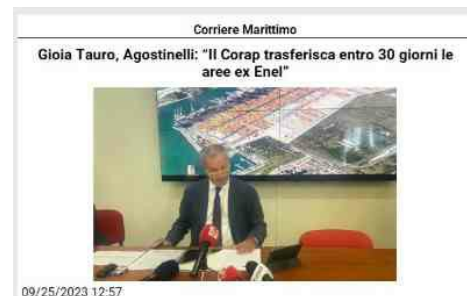 Corriere Marittimo
Gioia Tauro, Agostinelli: “Il Corap trasferisca entro 30 giorni le
aree ex Enel”
09/25/2023 12:57